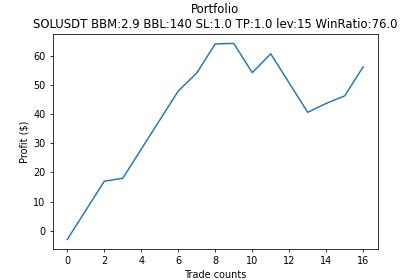 Portfolio
SOLUSDT BBM:2.9 BBL:140 SL:1.0 TP:1.0 lev:15 WinRatio:76.0
Profit ($)
60
50
40
30
20
10
0
0 2 4 6 8 10 12 14 16
Trade counts